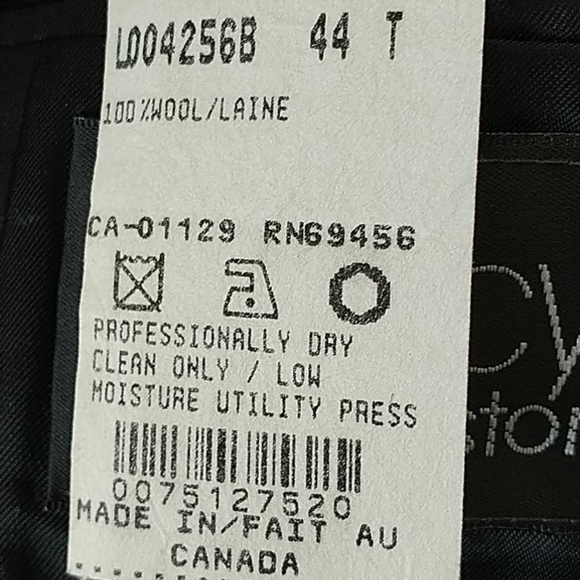 L004256B 44 T
100%WOOL/LAINE
CA-01129 RN69456
PROFESSIONALLY DRY
CLEAN ONLY / LOW
MOISTURE UTILITY PRESS
0075127520
MADE IN/FAIT AU
CANADA